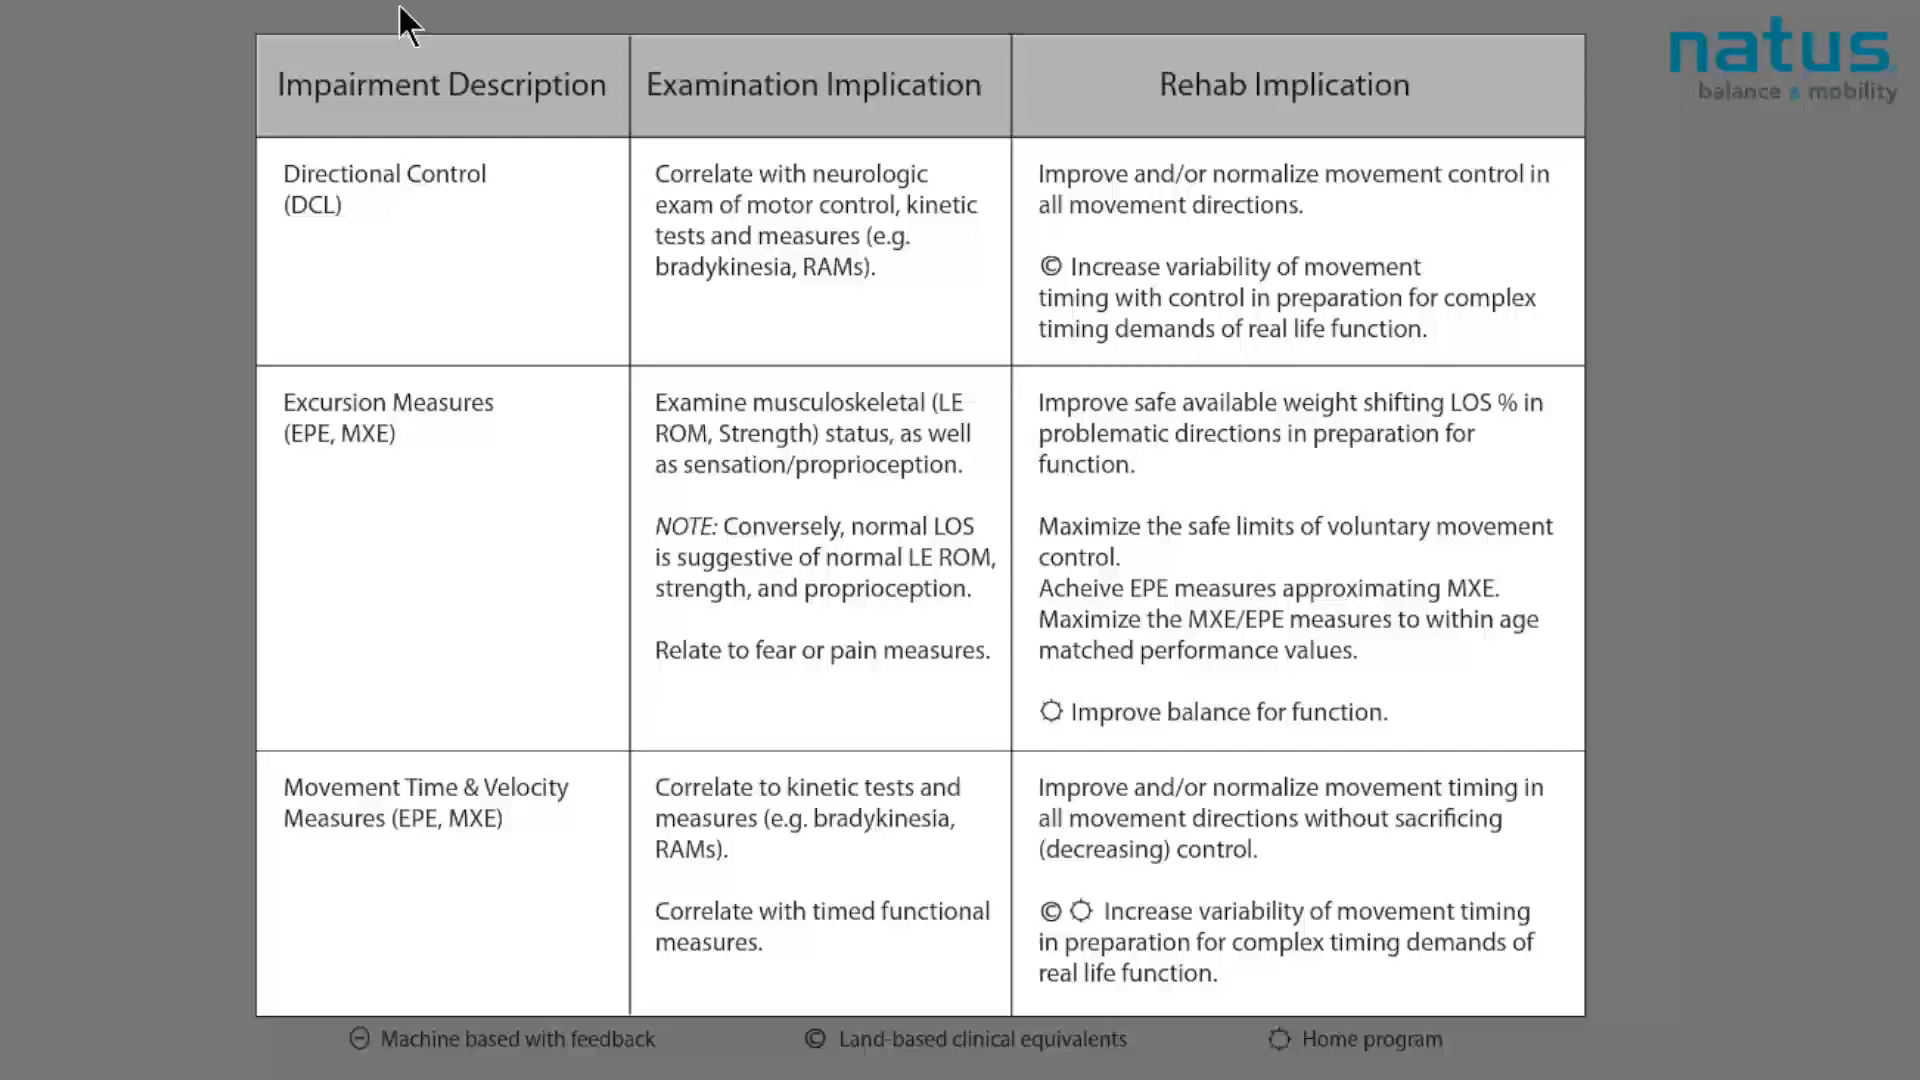 natus
balance & mobility
Impairment Description
Examination Implication
Rehab Implication
Directional Control
(DCL)
Correlate with neurologic
exam of motor control, kinetic
tests and measures (e.g.
bradykinesia, RAMs).
Improve and/or normalize movement control in
all movement directions.
© Increase variability of movement
timing with control in preparation for complex
timing demands of real life function.
Excursion Measures
(EPE, MXE)
Examine musculoskeletal (LE
ROM, Strength) status, as well
as sensation/proprioception.
NOTE: Conversely, normal LOS
is suggestive of normal LE ROM,
strength, and proprioception.
Relate to fear or pain measures.
Improve safe available weight shifting LOS % in
problematic directions in preparation for
function.
Maximize the safe limits of voluntary movement
control.
Acheive EPE measures approximating MXE.
Maximize the MXE/EPE measures to within age
matched performance values.
Improve balance for function.
Movement Time & Velocity
Measures (EPE, MXE)
Correlate to kinetic tests and
measures (e.g. bradykinesia,
RAMs).
Correlate with timed functional
measures.
Improve and/or normalize movement timing in
all movement directions without sacrificing
(decreasing) control.
© Increase variability of movement timing
in preparation for complex timing demands of
real life function.
Machine based with feedback
© Land-based clinical equivalents
Home program